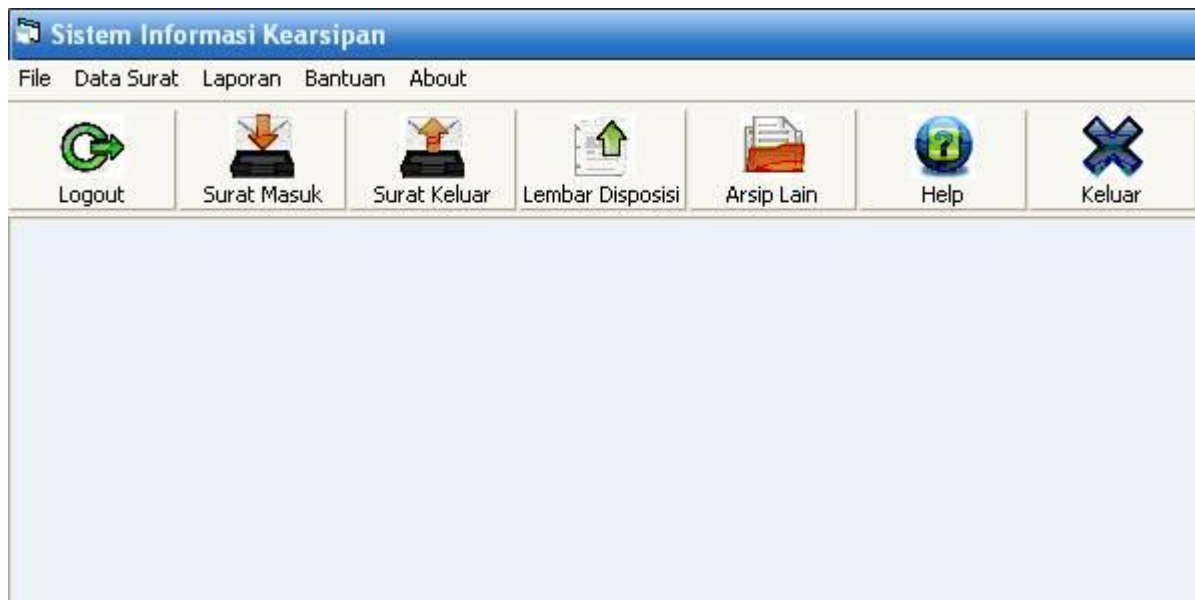 Sistem Informasi Kearsipan
File Data Surat Laporan Bantuan About
Logout Surat Masuk Surat Keluar Lembar Disposisi Arsip Lain Help Keluar